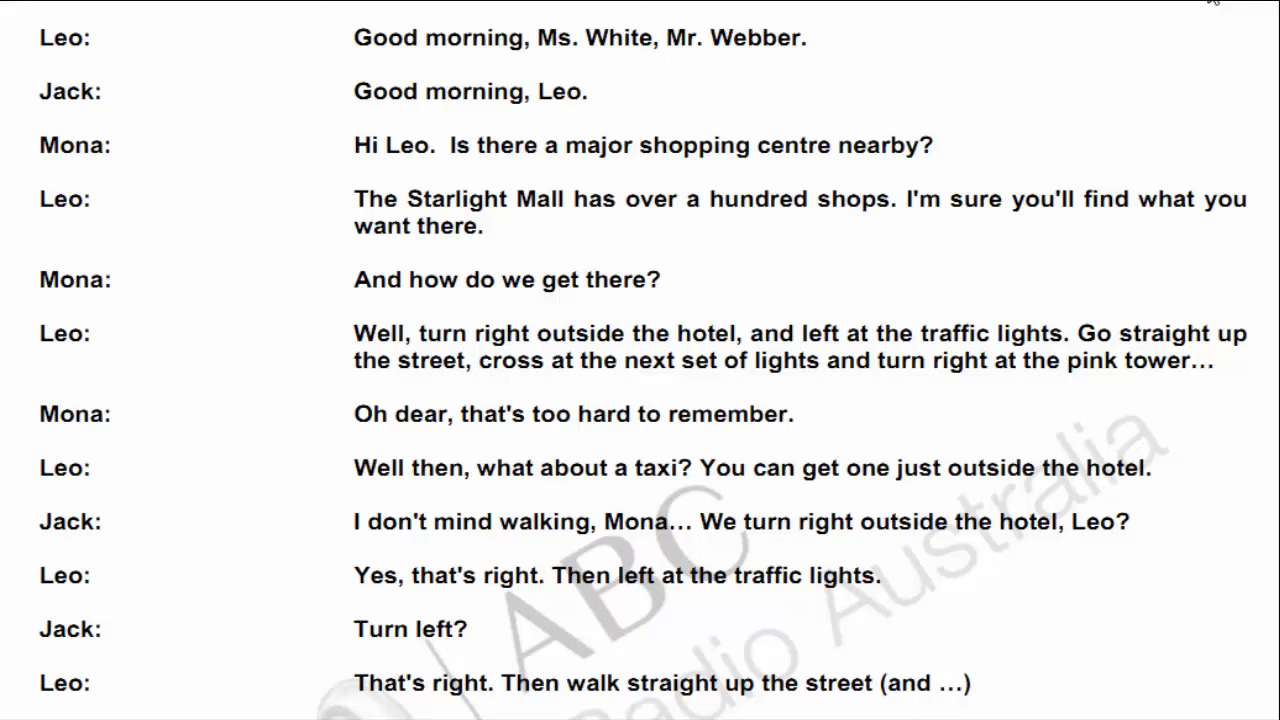 Leo: Good morning, Ms. White, Mr. Webber.
Jack: Good morning, Leo.
Mona: Hi Leo.  Is there a major shopping centre nearby?
Leo: The Starlight Mall has over a hundred shops. I'm sure you'll find what you
want there.
Mona: And how do we get there?
Leo: Well, turn right outside the hotel, and left at the traffic lights. Go straight up
the street, cross at the next set of lights and turn right at the pink tower…
Mona: Oh dear, that's too hard to remember.
Leo: Well then, what about a taxi? You can get one just outside the hotel.
Jack: I don't mind walking, Mona… We turn right outside the hotel, Leo?
Leo: Yes, that's right. Then left at the traffic lights.
Jack: Turn left?
Leo: That's right. Then walk straight up the street (and …)
ABC
Radio Australia